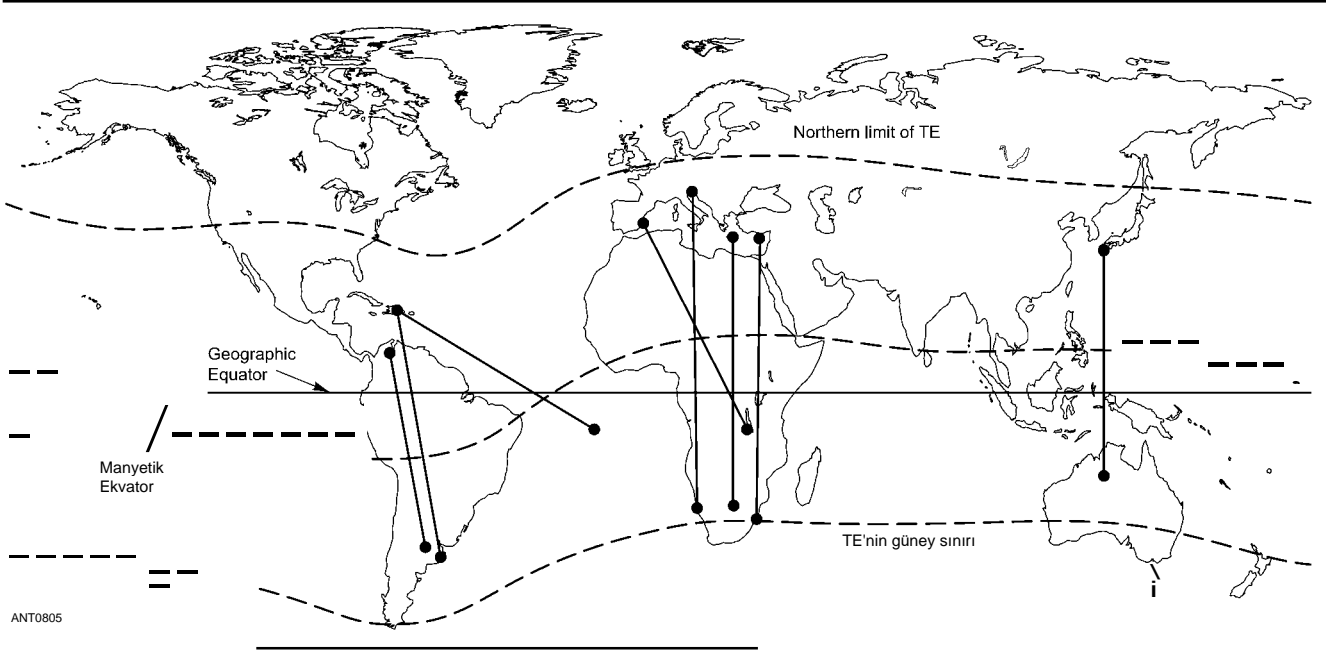 Northern limit of TE
Geographic
Equator
Manyetik
Ekvator
TE'nin güney sınırı
i
ANT0805